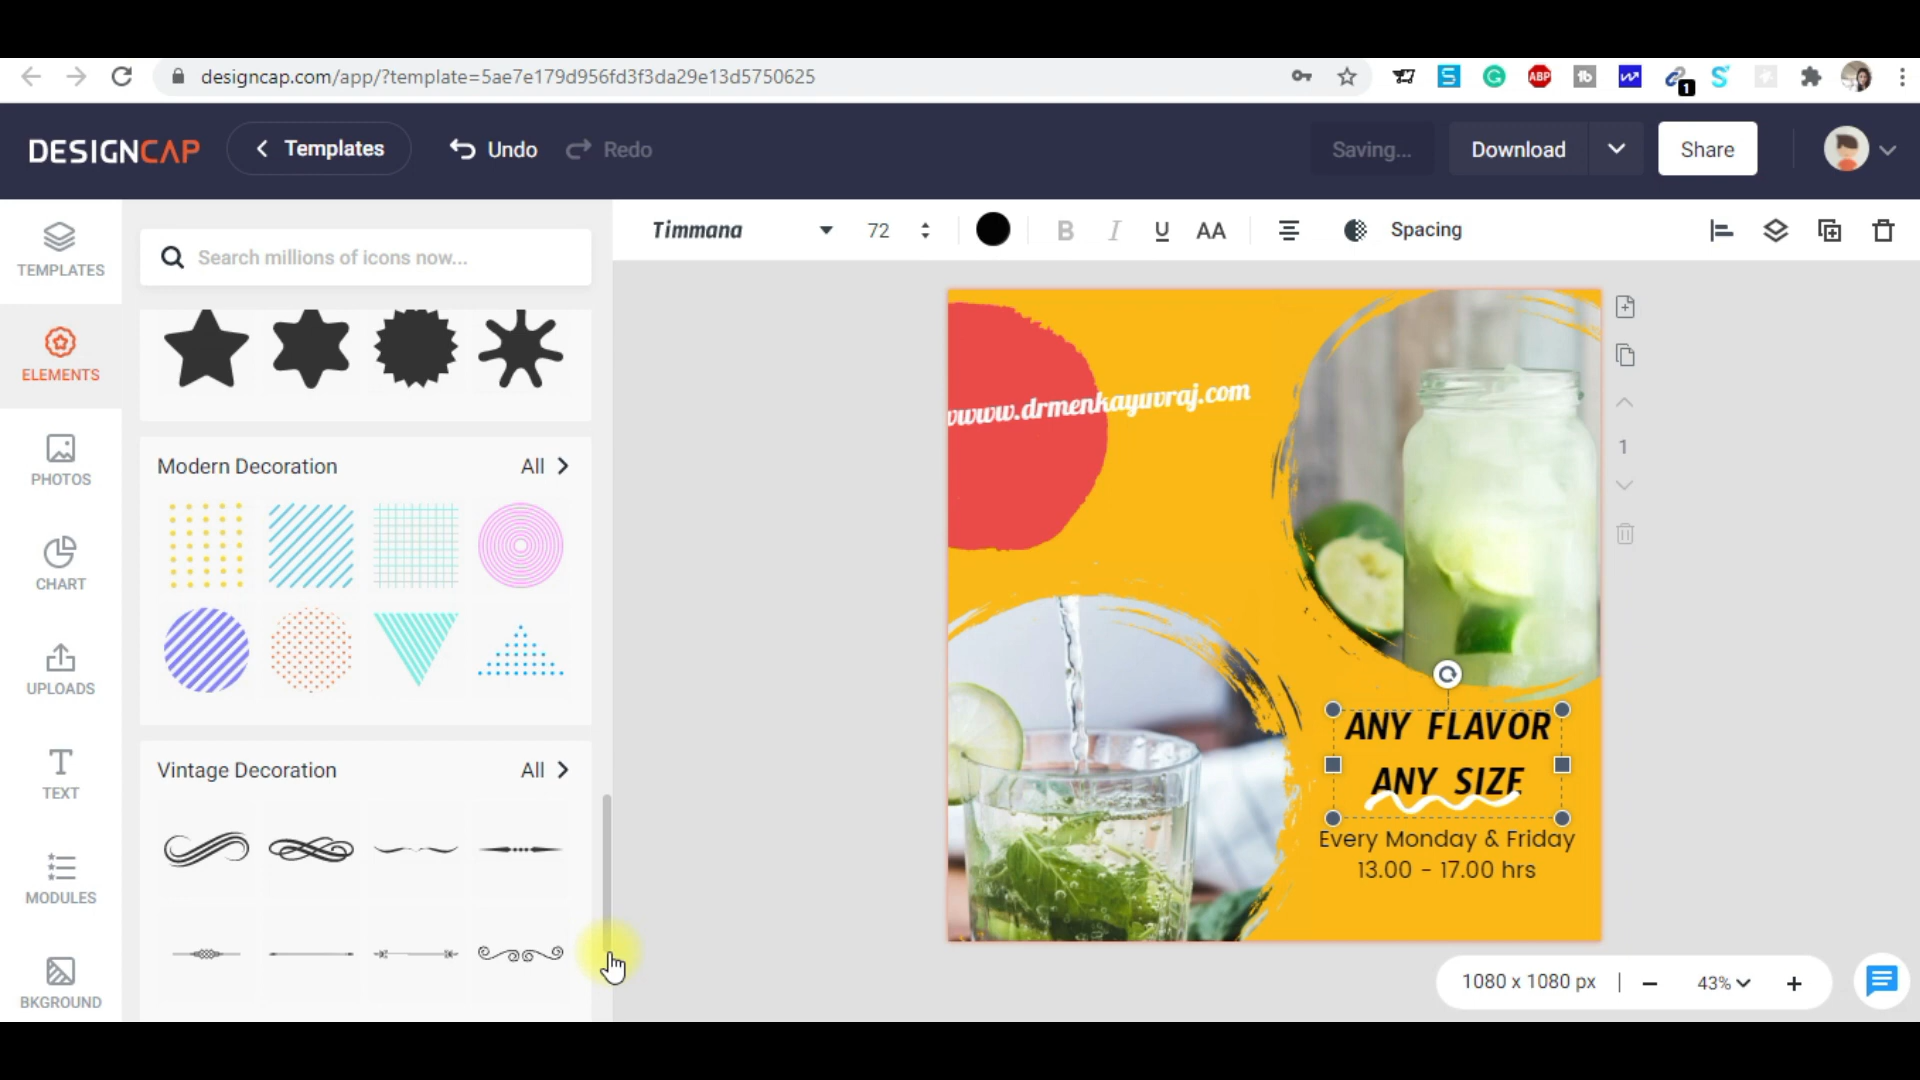 designcap.com/app/?template=5ae7e179d956fd3f3da29e13d5750625
ABP
1
DESIGNCAP
Templates
Undo
Redo
Saving...
Download
Share
TEMPLATES
ELEMENTS
PHOTOS
CHART
UPLOADS
TEXT
MODULES
BKGROUND
Search millions of icons now...
Modern Decoration
All
Vintage Decoration
All
Timmana
72
B
I
U
AA
Spacing
www.drmenkayuvraj.com
ANY FLAVOR
ANY SIZE
Every Monday & Friday
13.00 - 17.00 hrs
1
1080 x 1080 px
43%